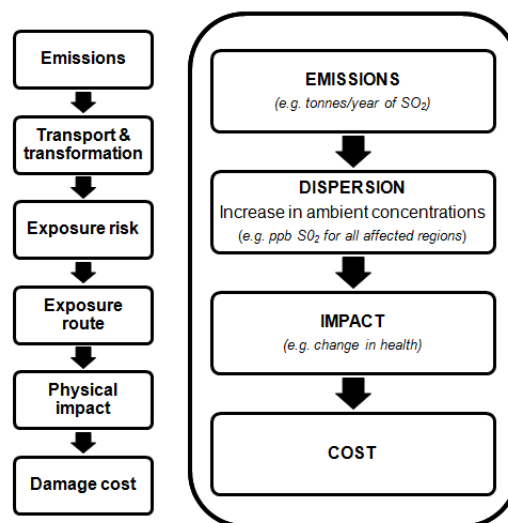 Emissions
Transport &
transformation
Exposure risk
Exposure
route
Physical
impact
Damage cost
EMISSIONS
(e.g. tonnes/year of SO₂)
DISPERSION
Increase in ambient concentrations
(e.g. ppb S0₂ for all affected regions)
IMPACT
(e.g. change in health)
COST